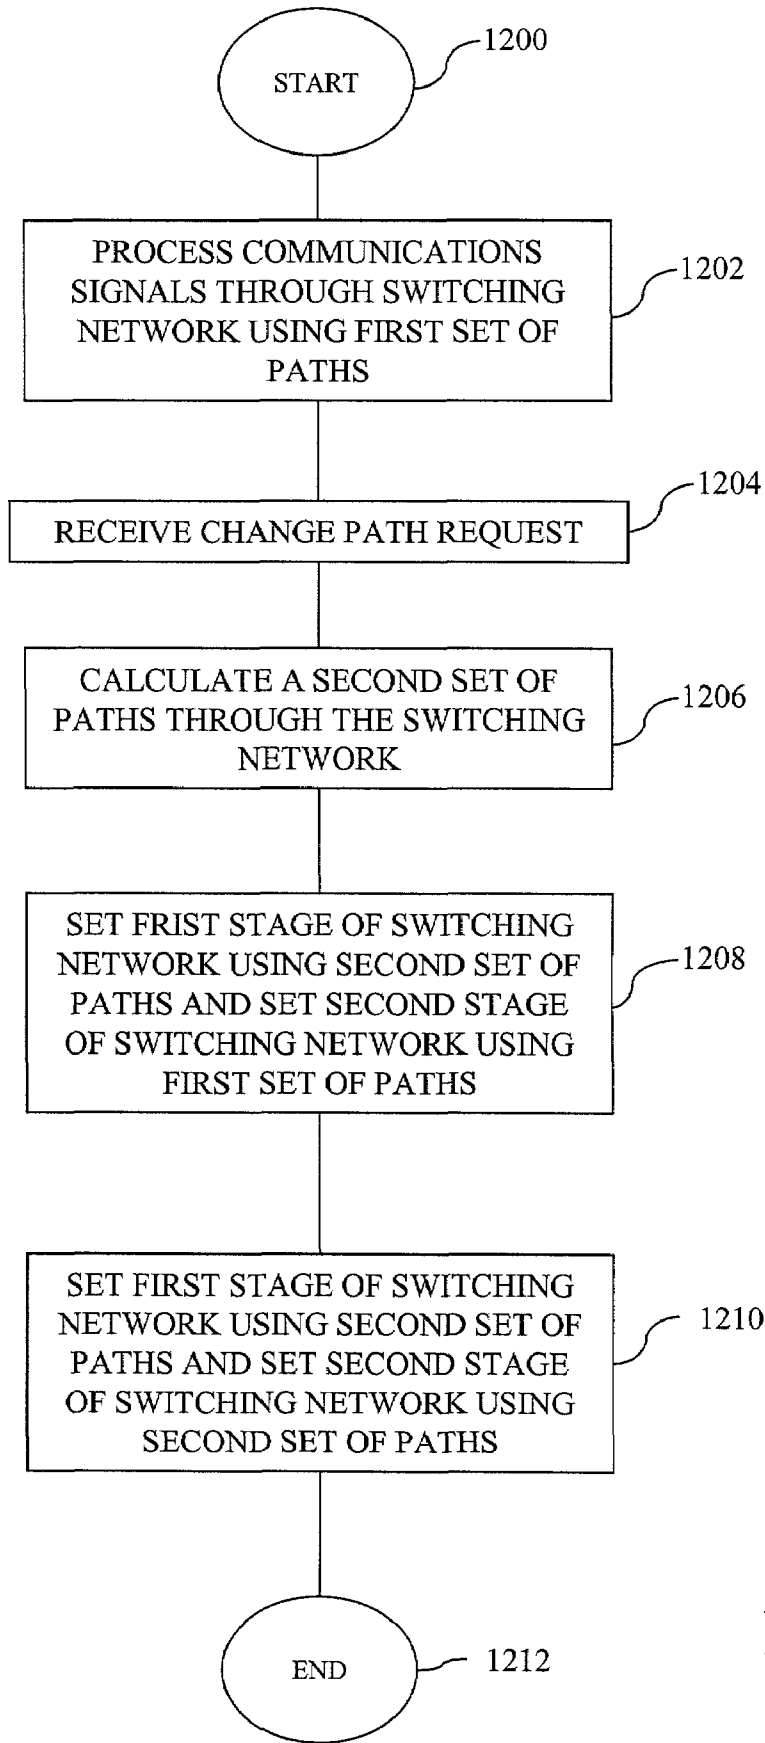 START
1200
PROCESS COMMUNICATIONS
SIGNALS THROUGH SWITCHING
NETWORK USING FIRST SET OF
PATHS
1202
RECEIVE CHANGE PATH REQUEST
1204
CALCULATE A SECOND SET OF
PATHS THROUGH THE SWITCHING
NETWORK
1206
SET FRIST STAGE OF SWITCHING
NETWORK USING SECOND SET OF
PATHS AND SET SECOND STAGE
OF SWITCHING NETWORK USING
FIRST SET OF PATHS
1208
SET FIRST STAGE OF SWITCHING
NETWORK USING SECOND SET OF
PATHS AND SET SECOND STAGE
OF SWITCHING NETWORK USING
SECOND SET OF PATHS
1210
END
1212